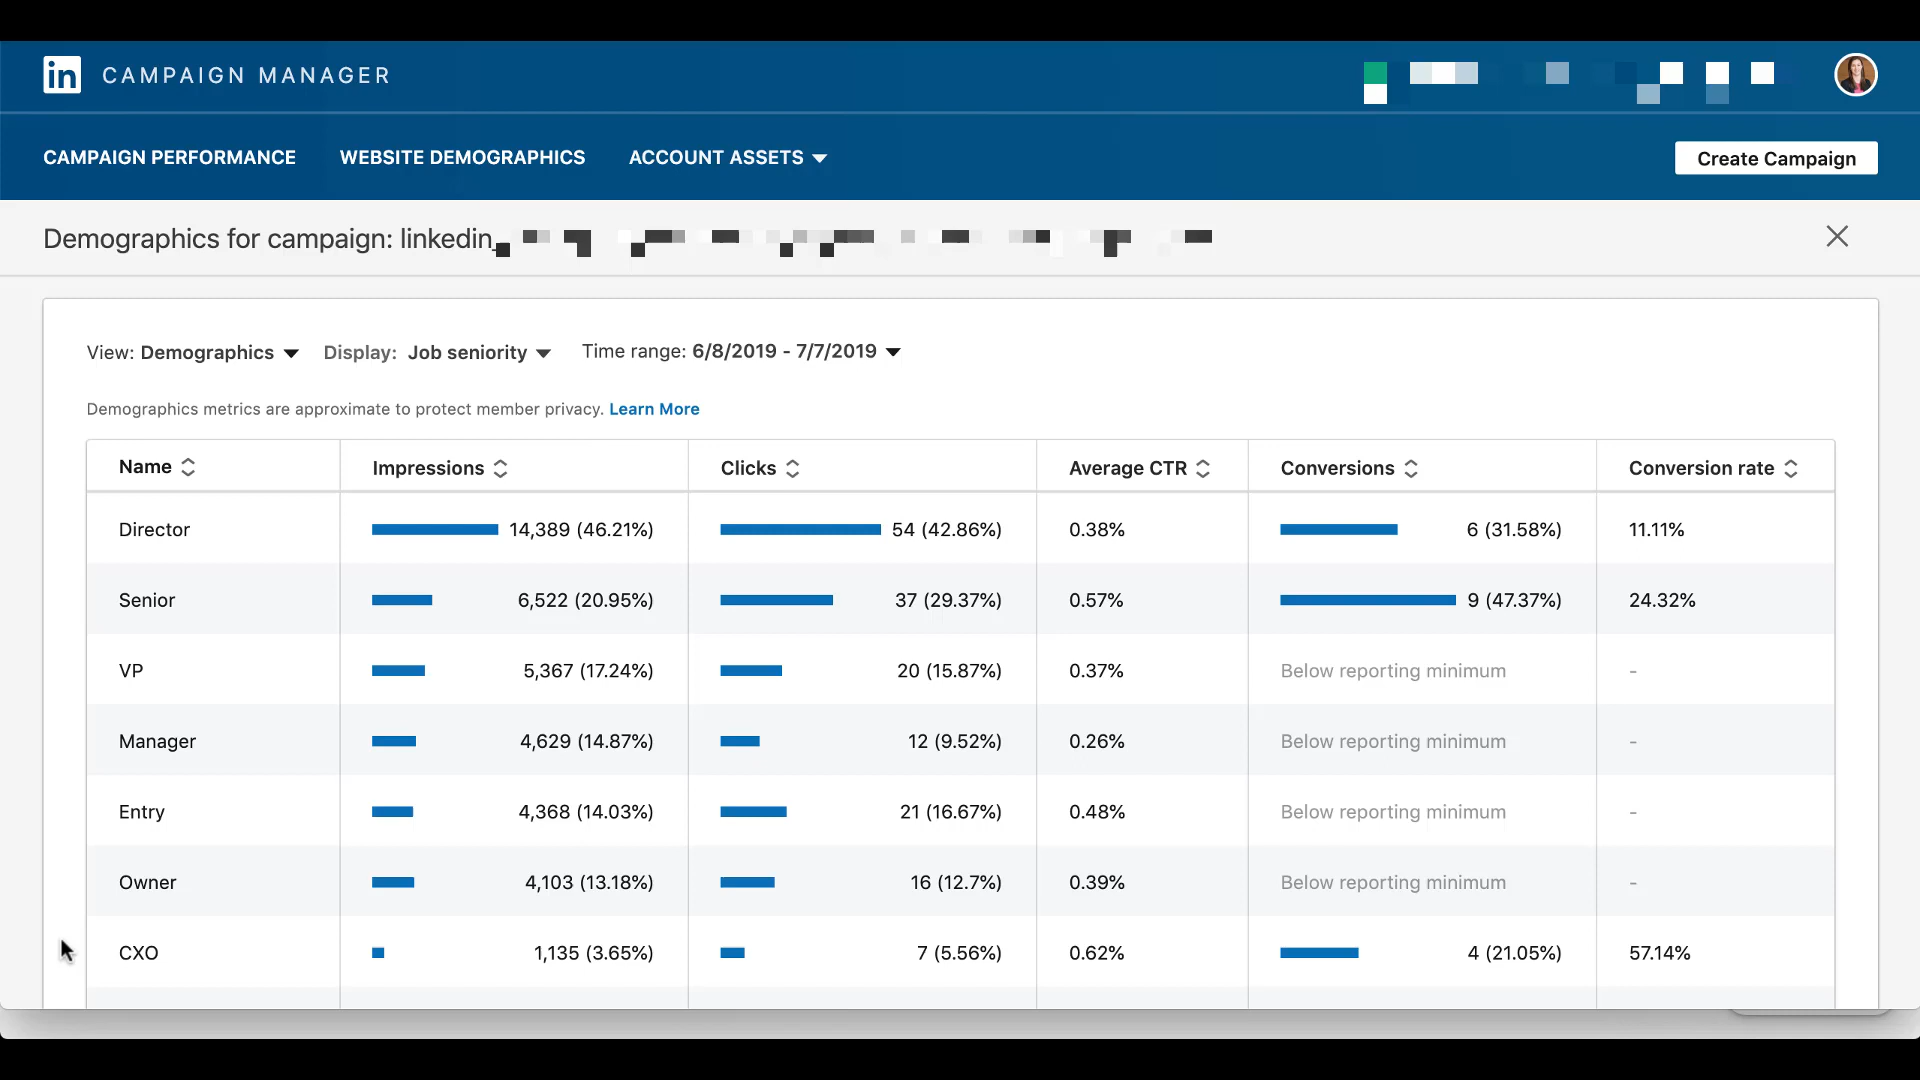 in CAMPAIGN MANAGER
CAMPAIGN PERFORMANCE WEBSITE DEMOGRAPHICS ACCOUNT ASSETS Create Campaign
Demographics for campaign: linkedin_
View: Demographics Display: Job seniority Time range: 6/8/2019 - 7/7/2019
Demographics metrics are approximate to protect member privacy. Learn More
Name Impressions Clicks Average CTR Conversions Conversion rate
Director 14,389 (46.21%) 54 (42.86%) 0.38% 6 (31.58%) 11.11%
Senior 6,522 (20.95%) 37 (29.37%) 0.57% 9 (47.37%) 24.32%
VP 5,367 (17.24%) 20 (15.87%) 0.37% Below reporting minimum -
Manager 4,629 (14.87%) 12 (9.52%) 0.26% Below reporting minimum -
Entry 4,368 (14.03%) 21 (16.67%) 0.48% Below reporting minimum -
Owner 4,103 (13.18%) 16 (12.7%) 0.39% Below reporting minimum -
CXO 1,135 (3.65%) 7 (5.56%) 0.62% 4 (21.05%) 57.14%